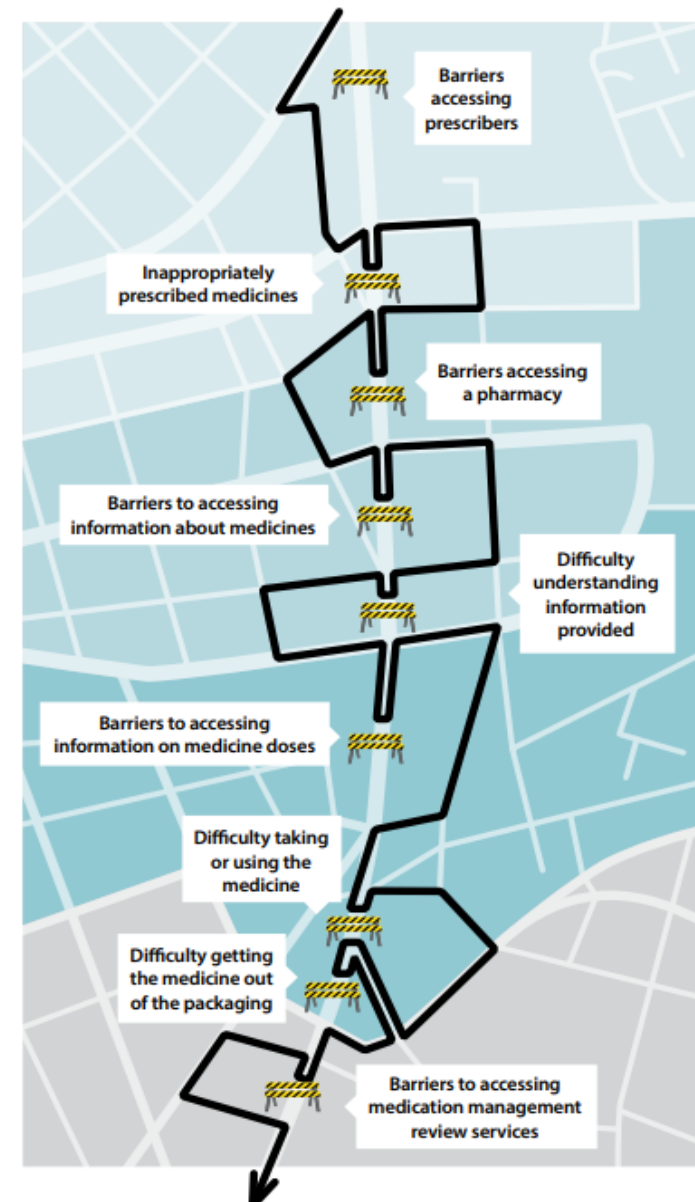 Barriers
accessing
prescribers
Inappropriately
prescribed medicines
Barriers accessing
a pharmacy
Barriers to accessing
information about medicines
Difficulty
understanding
information
provided
Barriers to accessing
information on medicine doses
Difficulty taking
or using the
medicine
Difficulty getting
the medicine out
of the packaging
Barriers to accessing
medication management
review services